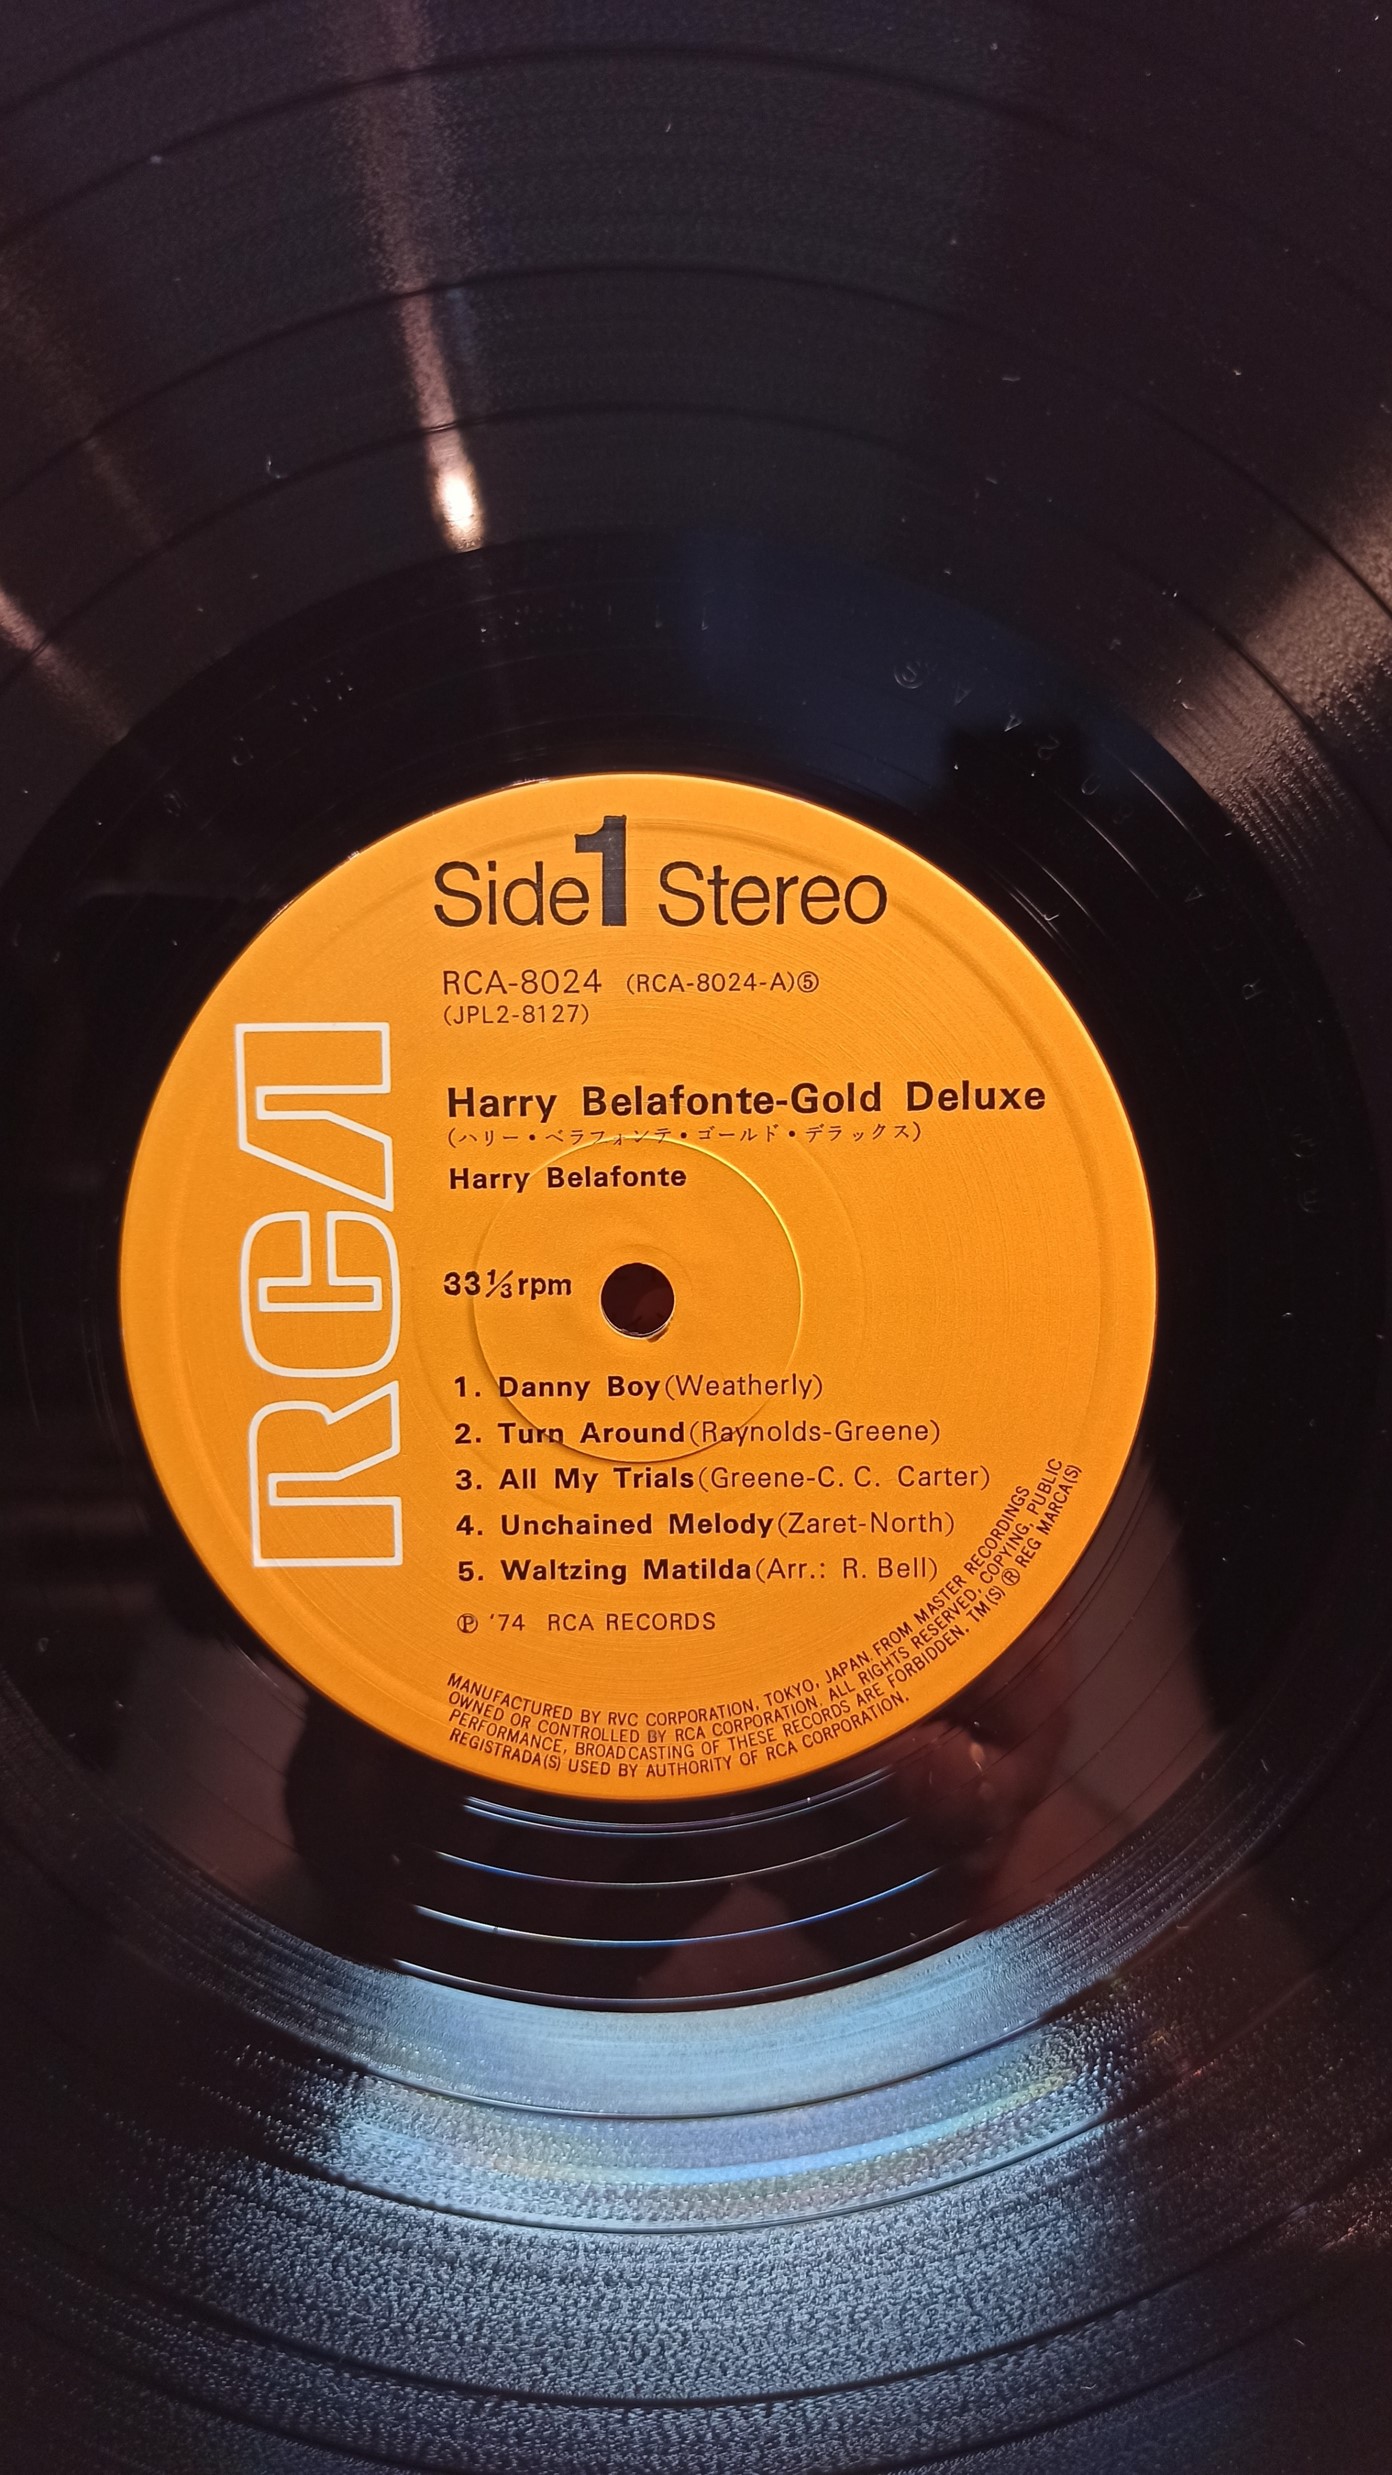 Side 1 Stereo
RCA-8024 (RCA-8024-A)⑤
(JPL2-8127)
RCA
Harry Belafonte-Gold Deluxe
(ハリー・ベラフォンテ・ゴールド・デラックス)
Harry Belafonte
33⅓rpm
1. Danny Boy(Weatherly)
2. Turn Around(Raynolds-Greene)
3. All My Trials(Greene-C. C. Carter)
4. Unchained Melody(Zaret-North)
5. Waltzing Matilda(Arr.: R. Bell)
Ⓟ '74 RCA RECORDS
MANUFACTURED BY RVC CORPORATION, TOKYO, JAPAN. FROM MASTER RECORDINGS
OWNED OR CONTROLLED BY RCA CORPORATION. ALL RIGHTS RESERVED, COPYING, PUBLIC
PERFORMANCE, BROADCASTING OF THESE RECORDS ARE FORBIDDEN. TM(S) ® REG MARCA(S)
REGISTRADA(S) USED BY AUTHORITY OF RCA CORPORATION.